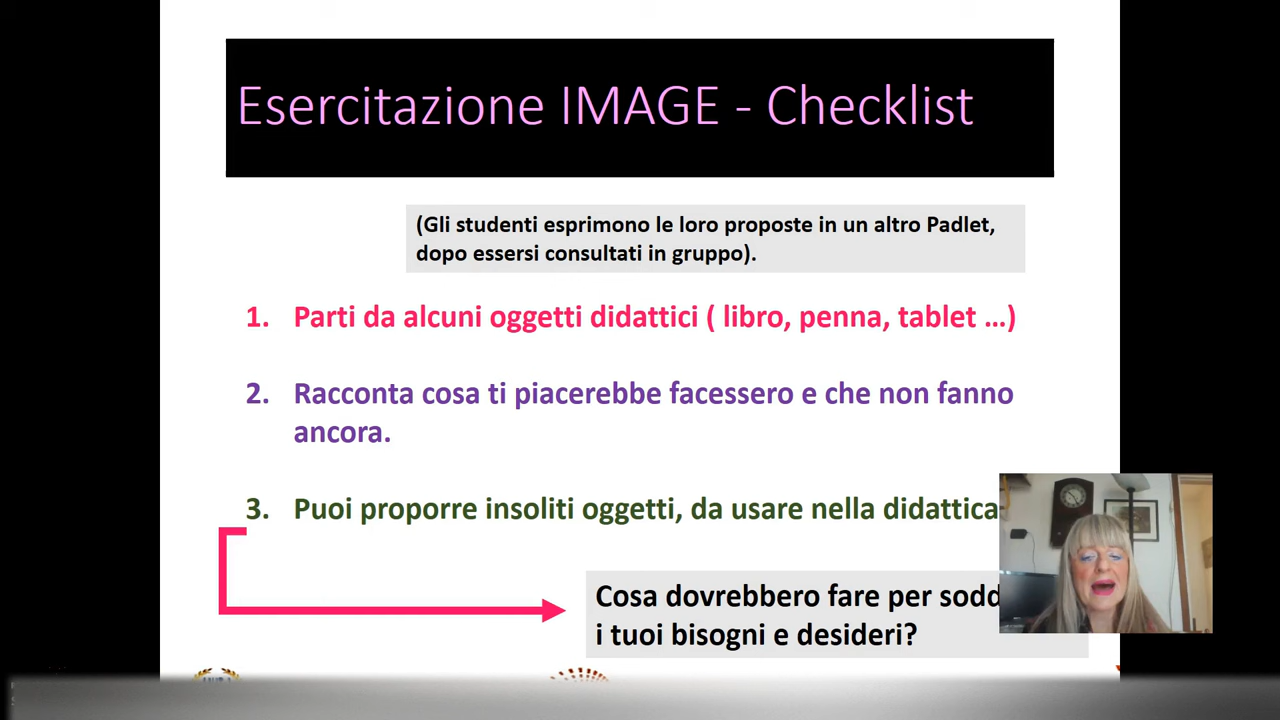 Esercitazione IMAGE - Checklist
(Gli studenti esprimono le loro proposte in un altro Padlet,
dopo essersi consultati in gruppo).
1. Parti da alcuni oggetti didattici ( libro, penna, tablet ...)
2. Racconta cosa ti piacerebbe facessero e che non fanno
ancora.
3. Puoi proporre insoliti oggetti, da usare nella didattica
Cosa dovrebbero fare per
i tuoi bisogni e desideri?